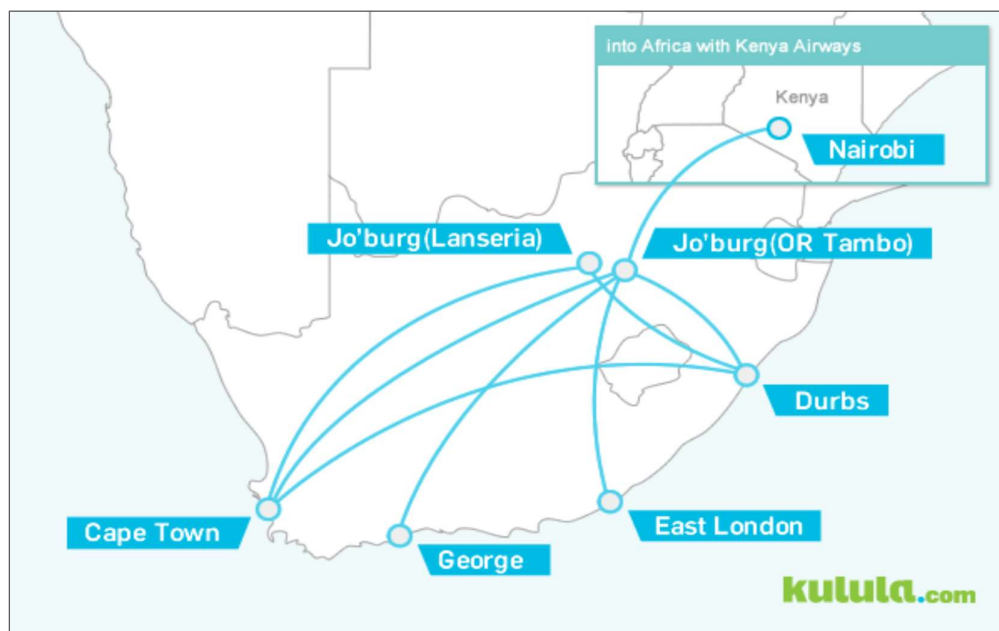 into Africa with Kenya Airways
Kenya
Nairobi
Jo'burg(Lanseria)
Jo'burg(OR Tambo)
Durbs
Cape Town
East London
George
kulula.com